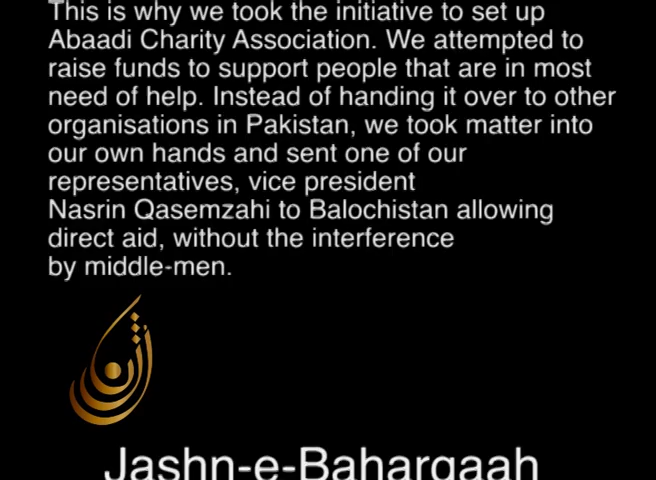 This is why we took the initiative to set up
Abaadi Charity Association. We attempted to
raise funds to support people that are in most
need of help. Instead of handing it over to other
organisations in Pakistan, we took matter into
our own hands and sent one of our
representatives, vice president
Nasrin Qasemzahi to Balochistan allowing
direct aid, without the interference
by middle-men.
Jashn-e-Bahargaah